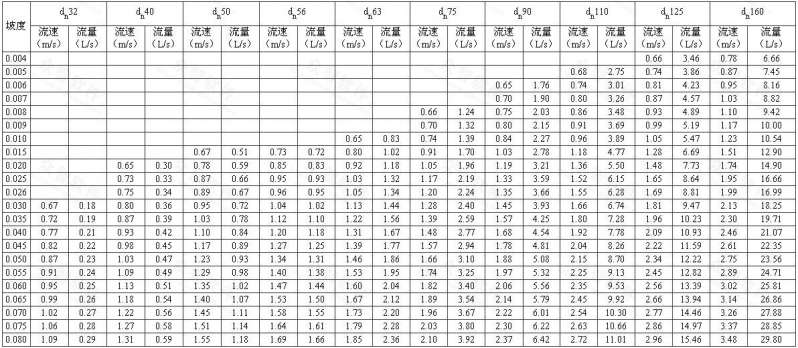 坡度 dn32 dn40 dn50 dn56 dn63 dn75 dn90 dn110 dn125 dn160
流速 流量 流速 流量 流速 流量 流速 流量 流速 流量 流速 流量 流速 流量 流速 流量 流速 流量 流速 流量
(m/s) (L/s) (m/s) (L/s) (m/s) (L/s) (m/s) (L/s) (m/s) (L/s) (m/s) (L/s) (m/s) (L/s) (m/s) (L/s) (m/s) (L/s) (m/s) (L/s)
0.004 0.66 3.46 0.78 6.66
0.005 0.68 2.75 0.74 3.86 0.87 7.45
0.006 0.65 1.76 0.74 3.01 0.81 4.23 0.95 8.16
0.007 0.70 1.90 0.80 3.26 0.87 4.57 1.03 8.82
0.008 0.66 1.24 0.75 2.03 0.86 3.48 0.93 4.89 1.10 9.42
0.009 0.70 1.32 0.80 2.15 0.91 3.69 0.99 5.19 1.17 10.00
0.010 0.65 0.83 0.74 1.39 0.84 2.27 0.96 3.89 1.05 5.47 1.23 10.54
0.015 0.67 0.51 0.73 0.72 0.80 1.02 0.91 1.70 1.03 2.78 1.18 4.77 1.28 6.69 1.51 12.90
0.020 0.65 0.30 0.78 0.59 0.85 0.83 0.92 1.18 1.05 1.96 1.19 3.21 1.36 5.50 1.48 7.73 1.74 14.90
0.025 0.73 0.33 0.87 0.66 0.95 0.93 1.03 1.32 1.17 2.19 1.33 3.59 1.52 6.15 1.65 8.64 1.95 16.66
0.026 0.75 0.34 0.89 0.67 0.96 0.95 1.05 1.34 1.20 2.24 1.35 3.66 1.55 6.28 1.69 8.81 1.99 16.99
0.030 0.67 0.18 0.80 0.36 0.95 0.72 1.04 1.02 1.13 1.44 1.28 2.40 1.45 3.93 1.66 6.74 1.81 9.47 2.13 18.25
0.035 0.72 0.19 0.87 0.39 1.03 0.78 1.12 1.10 1.22 1.56 1.39 2.59 1.57 4.25 1.80 7.28 1.96 10.23 2.30 19.71
0.040 0.77 0.21 0.93 0.42 1.10 0.84 1.20 1.18 1.31 1.67 1.48 2.77 1.68 4.54 1.92 7.78 2.09 10.93 2.46 21.07
0.045 0.82 0.22 0.98 0.45 1.17 0.89 1.27 1.25 1.39 1.77 1.57 2.94 1.78 4.81 2.04 8.26 2.22 11.59 2.61 22.35
0.050 0.87 0.23 1.03 0.47 1.23 0.93 1.34 1.31 1.46 1.86 1.66 3.10 1.88 5.08 2.15 8.70 2.34 12.22 2.75 23.56
0.055 0.91 0.24 1.09 0.49 1.29 0.98 1.40 1.38 1.53 1.95 1.74 3.25 1.97 5.32 2.25 9.13 2.45 12.82 2.89 24.71
0.060 0.95 0.25 1.13 0.51 1.35 1.02 1.47 1.44 1.60 2.04 1.82 3.40 2.06 5.56 2.35 9.53 2.56 13.39 3.02 25.81
0.065 0.99 0.26 1.18 0.54 1.40 1.07 1.53 1.50 1.67 2.12 1.89 3.54 2.14 5.79 2.45 9.92 2.66 13.94 3.14 26.86
0.070 1.02 0.27 1.22 0.56 1.45 1.11 1.58 1.55 1.73 2.20 1.96 3.67 2.22 6.01 2.54 10.30 2.77 14.46 3.26 27.88
0.075 1.06 0.28 1.27 0.58 1.51 1.14 1.64 1.61 1.79 2.28 2.03 3.80 2.30 6.22 2.63 10.66 2.86 14.97 3.37 28.85
0.080 1.09 0.29 1.31 0.59 1.55 1.18 1.69 1.66 1.85 2.36 2.10 3.92 2.37 6.42 2.72 11.01 2.96 15.46 3.48 29.80